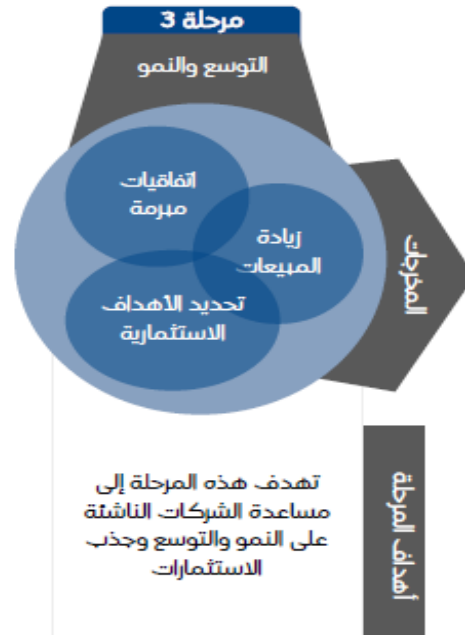 مرحلة 3
التوسع والنمو
اتفاقيات
مبرمة
زيادة
المبيعات
تحديد الأهداف
الاستثمارية
المخرجات
تهدف هذه المرحلة إلى
مساعدة الشركات الناشئة
على النمو والتوسع وجذب
الاستثمارات
أهداف المرحلة